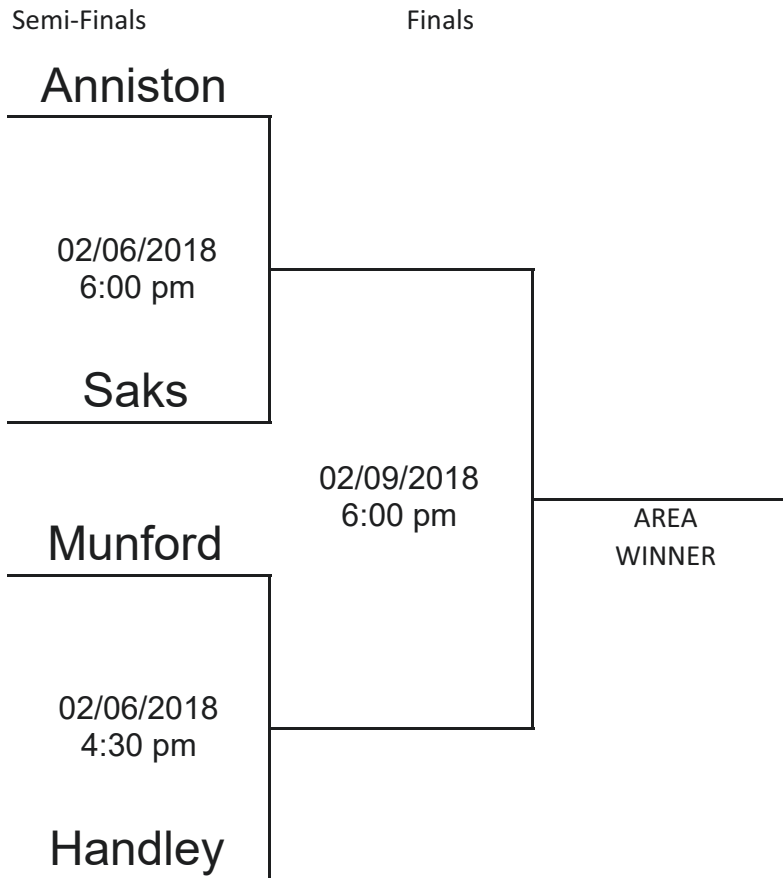 Semi-Finals
Finals
Anniston
02/06/2018
6:00 pm
Saks
02/09/2018
6:00 pm
AREA
WINNER
Munford
02/06/2018
4:30 pm
Handley